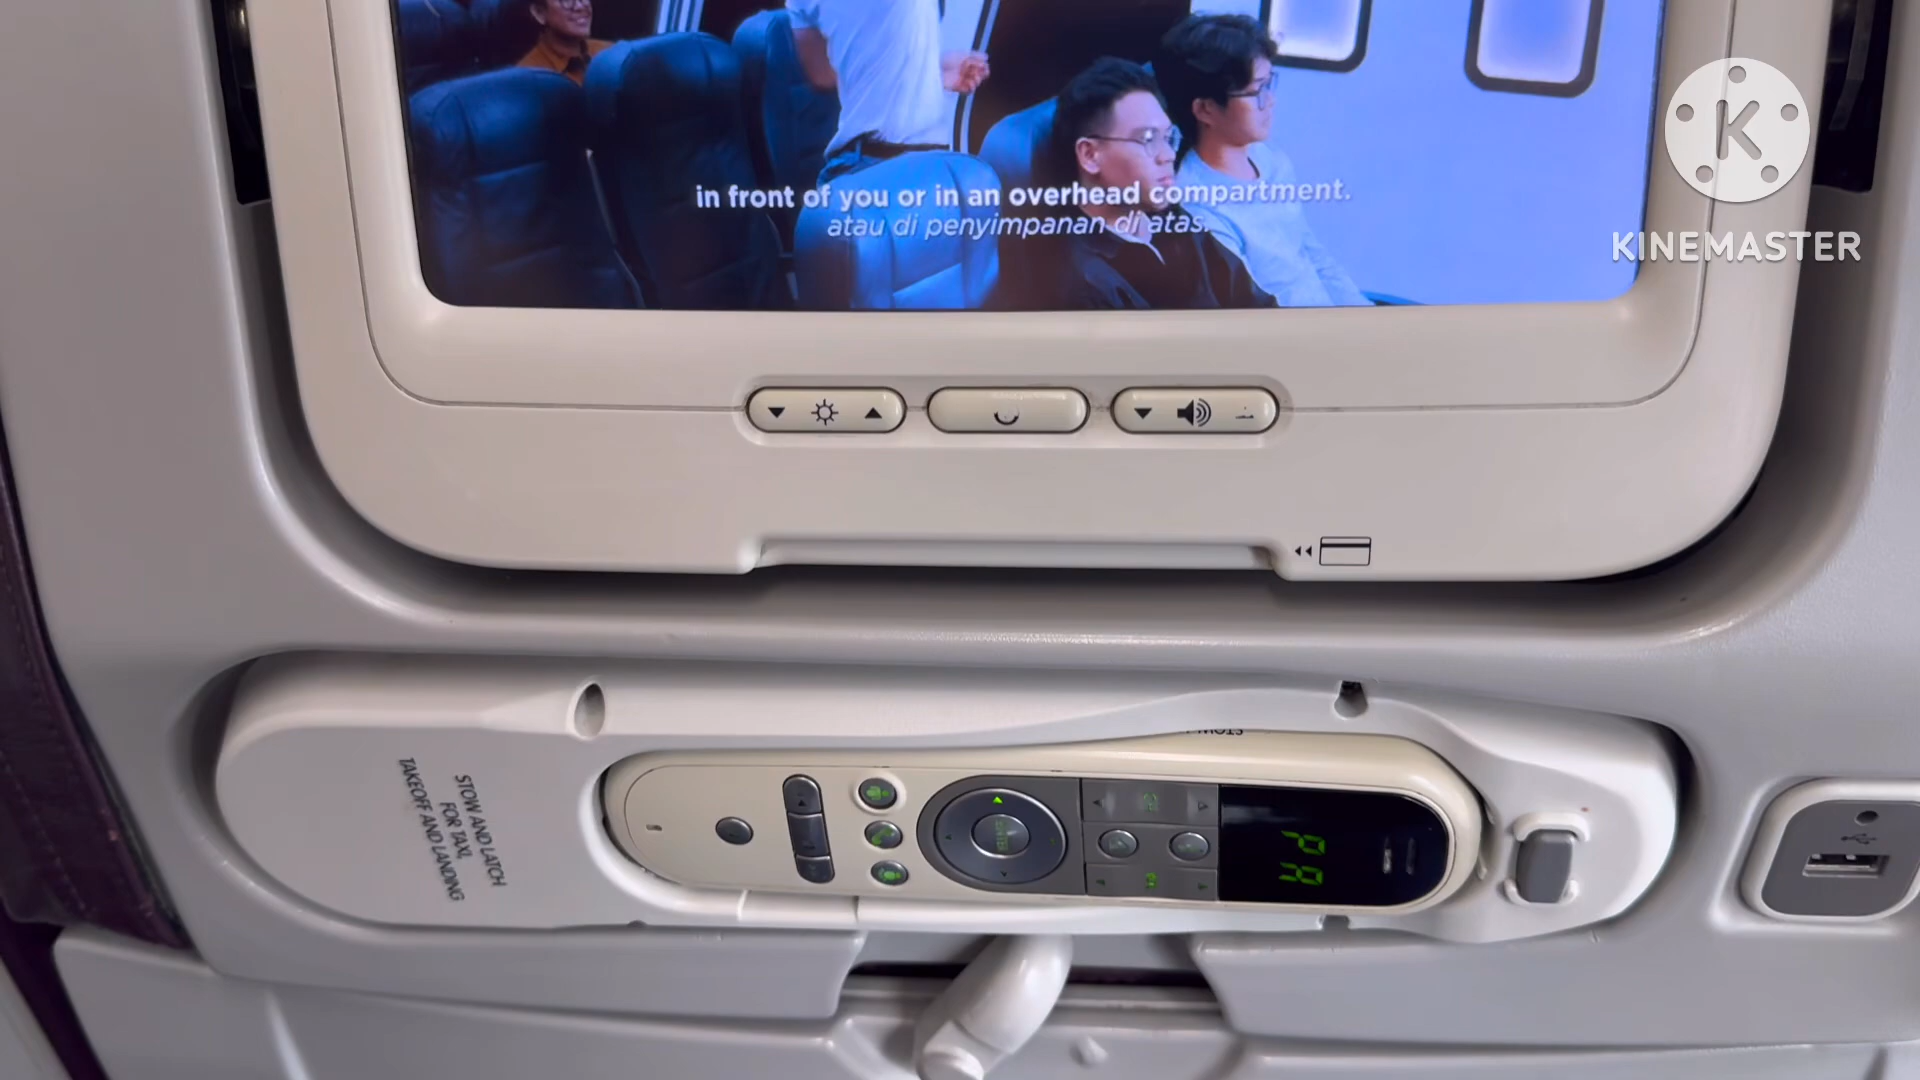 in front of you or in an overhead compartment.
atau di penyimpanan di atas.
K
KINEMASTER
STOW AND LATCH
FOR TAXI,
TAKEOFF AND LANDING
PA